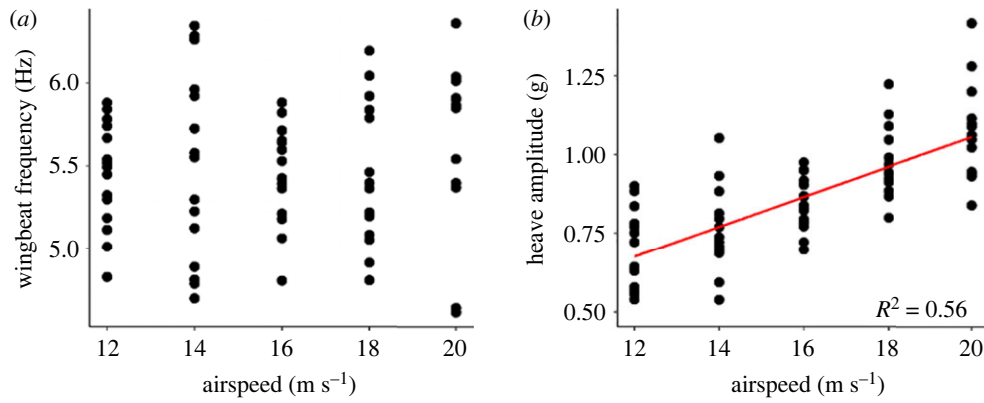 (a)
wingbeat frequency (Hz)
6.0
5.5
5.0
12 14 16 18 20
airspeed (m s⁻¹)
(b)
heave amplitude (g)
1.25
1.00
0.75
0.50
R² = 0.56
12 14 16 18 20
airspeed (m s⁻¹)